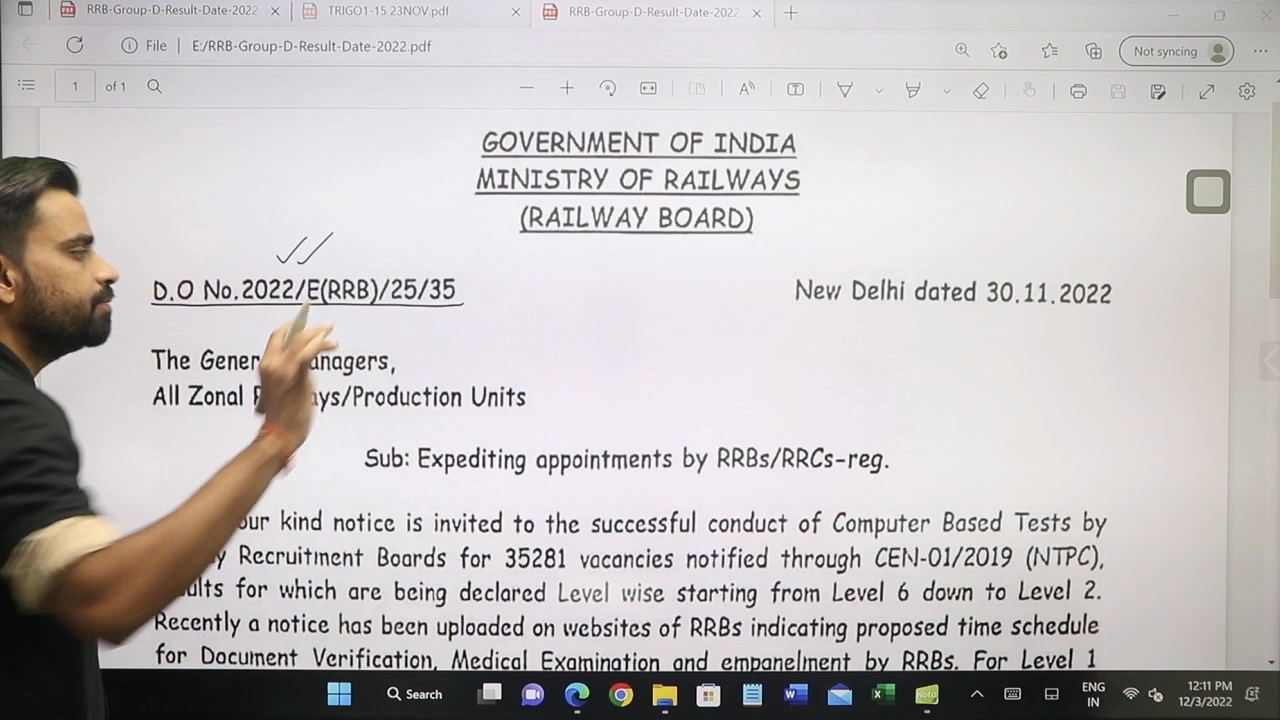 RRB-Group-D-Result-Date-2022
TRIGO1-15 23NOV.pdf
RRB-Group-D-Result-Date-2022
File
E:/RRB-Group-D-Result-Date-2022.pdf
Not syncing
1 of 1
GOVERNMENT OF INDIA
MINISTRY OF RAILWAYS
(RAILWAY BOARD)
D.O No.2022/E(RRB)/25/35
New Delhi dated 30.11.2022
The anagers,
All Zonal /Production Units
Sub: Expediting appointments by RRBs/RRCs-reg.
kind notice is invited to the successful conduct of Computer Based Tests by
Recruitment Boards for 35281 vacancies notified through CEN-01/2019 (NTPC),
for which are being declared Level wise starting from Level 6 down to Level 2.
Recently a notice has been uploaded on websites of RRBs indicating proposed time schedule
for Document Verification, Medical Examination and empanelment by RRBs. For Level 1
Search
ENG
IN
12:11 PM
12/3/2022